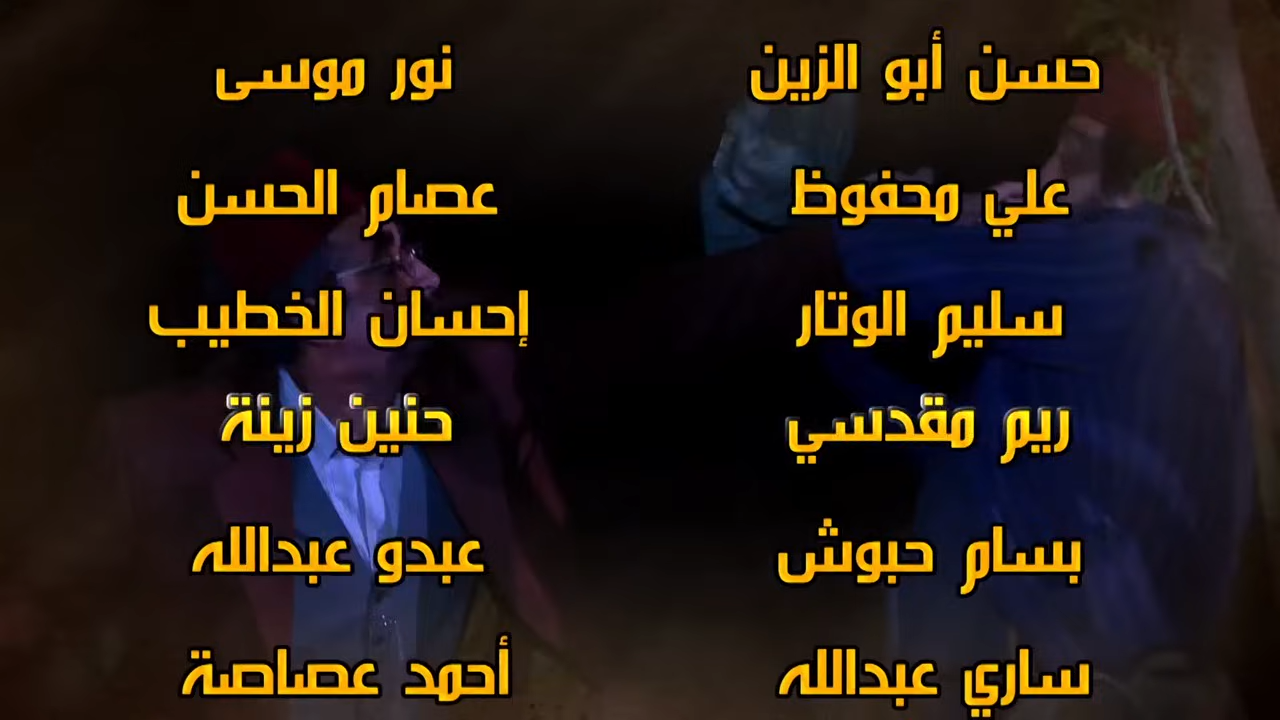 حسن أبو الزين
نور موسى
علي محفوظ
عصام الحسن
سليم الوتار
إحسان الخطيب
ريم مقدسي
حنين زينة
بسام حبوش
عبدو عبدالله
ساري عبدالله
أحمد عصاصة